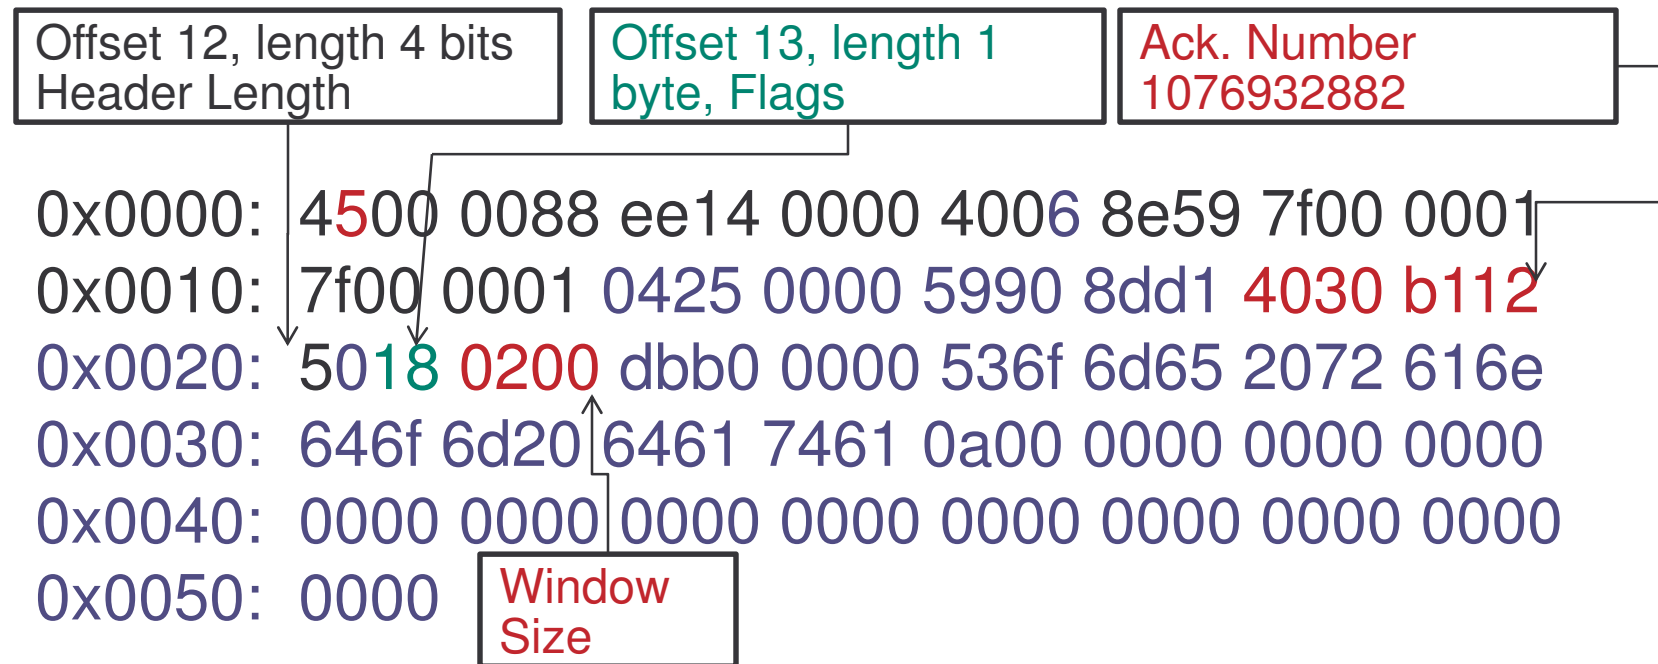 Offset 12, length 4 bits
Header Length
Offset 13, length 1
byte, Flags
Ack. Number
1076932882
0x0000: 4500 0088 ee14 0000 4006 8e59 7f00 0001
0x0010: 7f00 0001 0425 0000 5990 8dd1 4030 b112
0x0020: 5018 0200 dbb0 0000 536f 6d65 2072 616e
0x0030: 646f 6d20 6461 7461 0a00 0000 0000 0000
0x0040: 0000 0000 0000 0000 0000 0000 0000 0000
0x0050: 0000
Window
Size